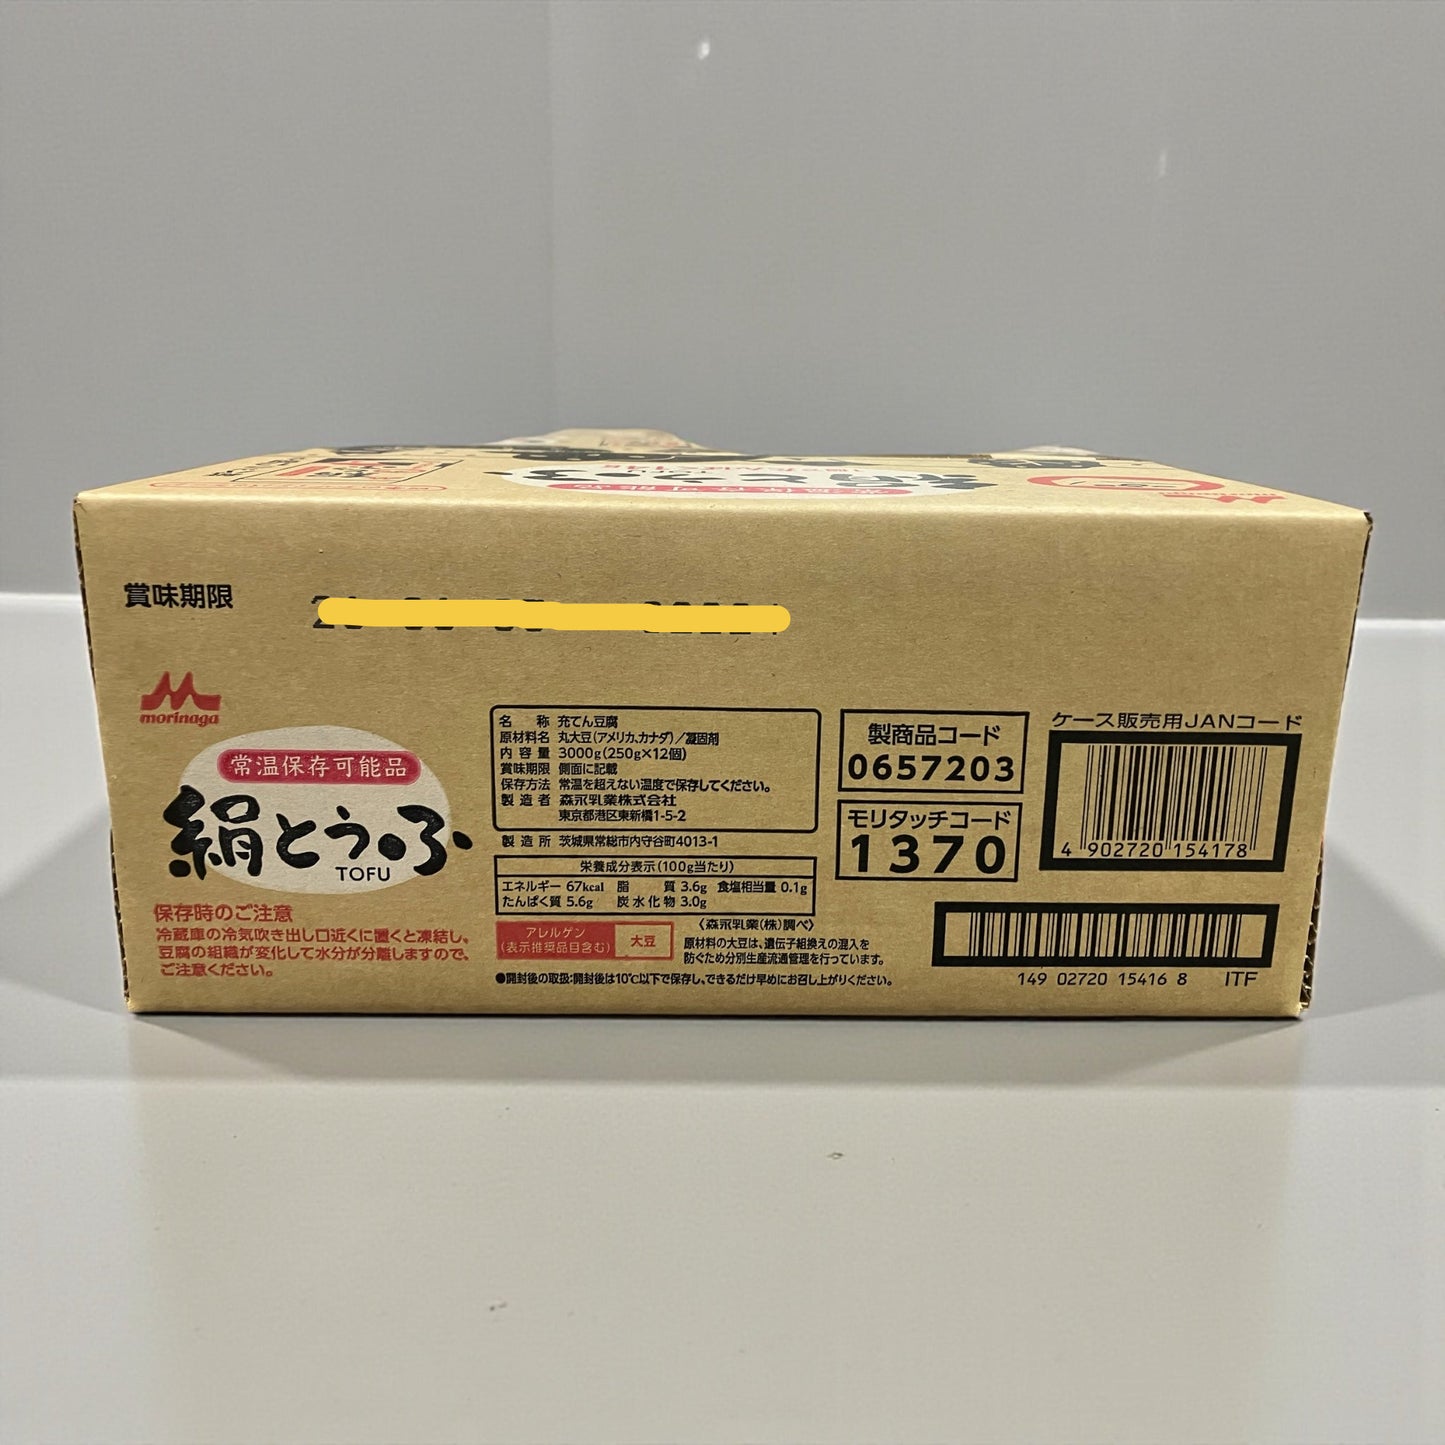 賞味期限
morinaga
常温保存可能品
絹とうふ
TOFU
保存時のご注意
冷蔵庫の冷気吹き出し口近くに置くと凍結し、
豆腐の組織が変化して水分が分離しますので、
ご注意ください。
名 称 充てん豆腐
原材料名 丸大豆(アメリカ、カナダ)/凝固剤
内容量 3000g(250g×12個)
賞味期限 側面に記載
保存方法 常温を超えない温度で保存してください。
製造者 森永乳業株式会社
東京都港区東新橋1-5-2
製造所 茨城県常総市内守谷町4013-1
栄養成分表示(100g当たり)
エネルギー 67kcal 脂質 3.6g 食塩相当量 0.1g
たんぱく質 5.6g 炭水化物 3.0g
〈森永乳業(株)調べ〉
アレルゲン
(表示推奨品目含む)
大豆
原材料の大豆は、遺伝子組換えの混入を
防ぐため分別生産流通管理を行っています。
●開封後の取扱:開封後は10℃以下で保存し、できるだけ早めにお召し上がりください。
製商品コード
0657203
モリタッチコード
1370
ケース販売用JANコード
4 902720 154178
149 02720 15416 8 ITF